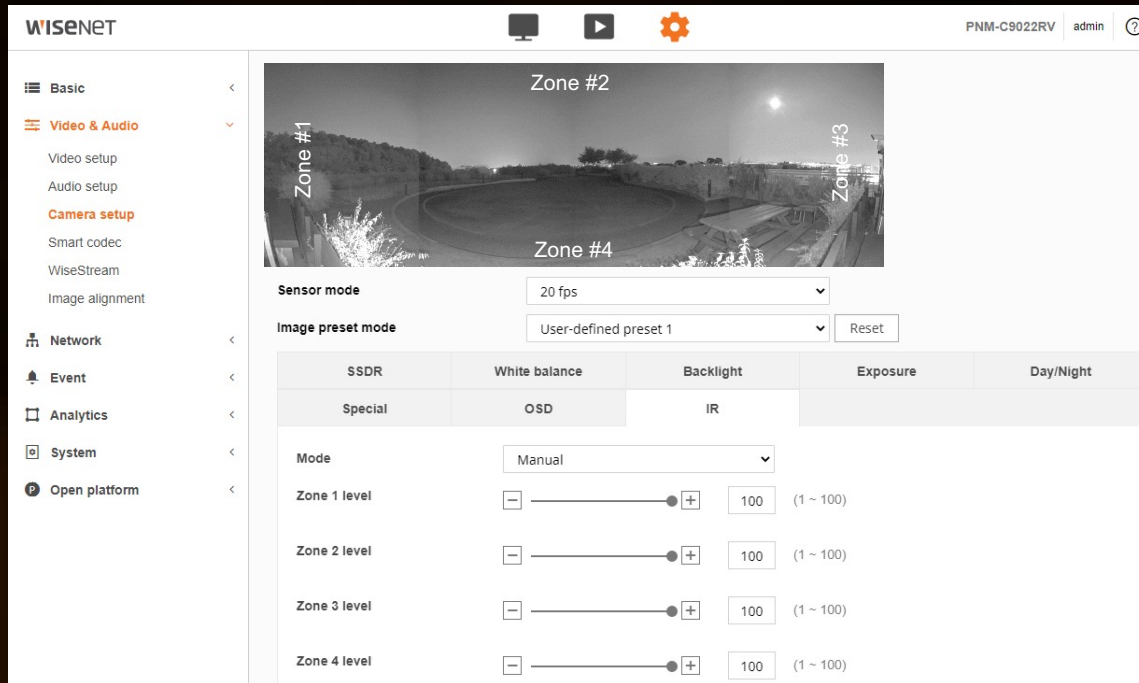 WISENET
PNM-C9022RV admin ?
Basic
Video & Audio
Video setup
Audio setup
Camera setup
Smart codec
WiseStream
Image alignment
Network
Event
Analytics
System
P Open platform
Zone #2
Zone #1
Zone #3
Zone #4
Sensor mode 20 fps
Image preset mode User-defined preset 1 Reset
SSDR White balance Backlight Exposure Day/Night
Special OSD IR
Mode Manual
Zone 1 level 100 (1 ~ 100)
Zone 2 level 100 (1 ~ 100)
Zone 3 level 100 (1 ~ 100)
Zone 4 level 100 (1 ~ 100)